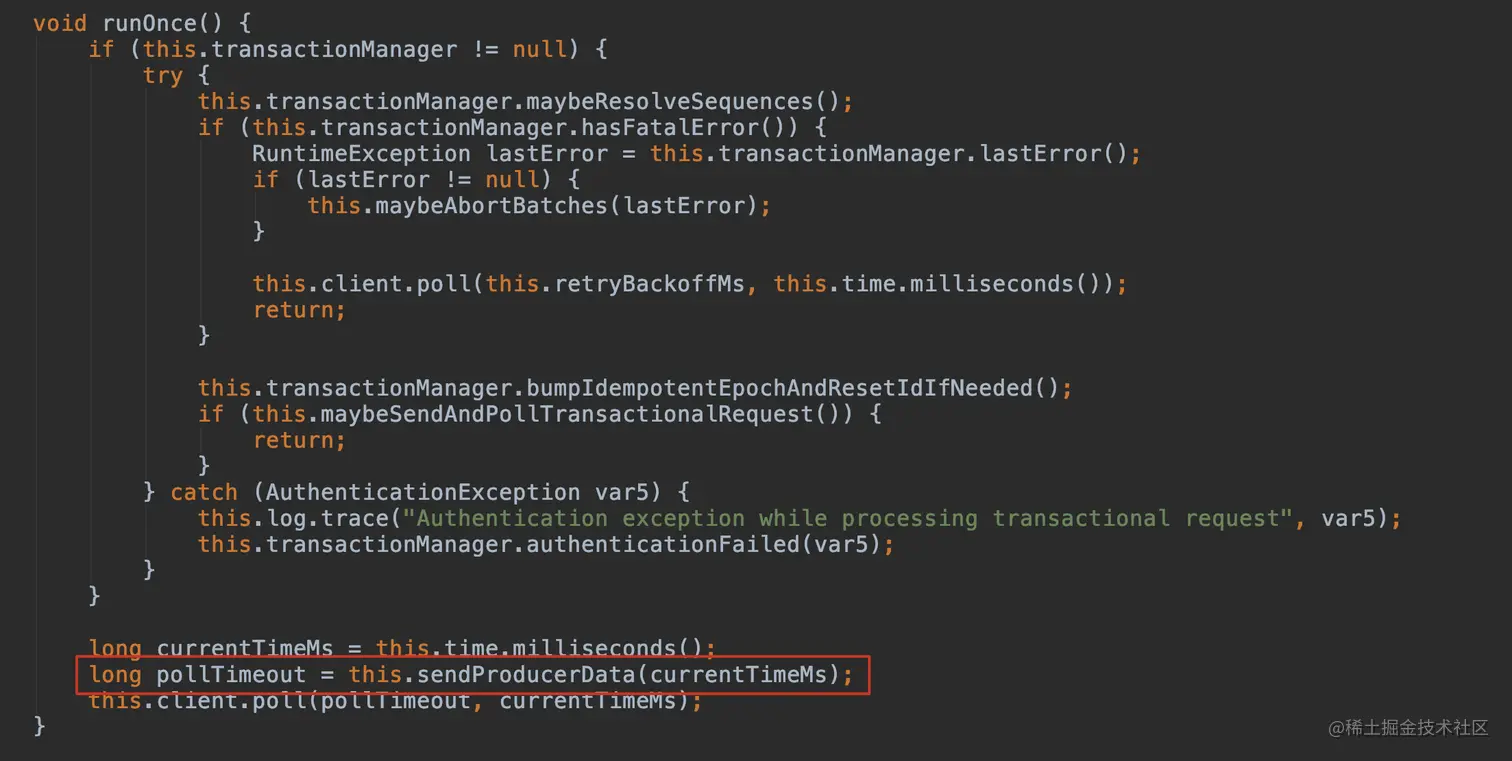 void runOnce() {
    if (this.transactionManager != null) {
        try {
            this.transactionManager.maybeResolveSequences();
            if (this.transactionManager.hasFatalError()) {
                RuntimeException lastError = this.transactionManager.lastError();
                if (lastError != null) {
                    this.maybeAbortBatches(lastError);
                }

                this.client.poll(this.retryBackoffMs, this.time.milliseconds());
                return;
            }

            this.transactionManager.bumpIdempotentEpochAndResetIdIfNeeded();
            if (this.maybeSendAndPollTransactionalRequest()) {
                return;
            }
        } catch (AuthenticationException var5) {
            this.log.trace("Authentication exception while processing transactional request", var5);
            this.transactionManager.authenticationFailed(var5);
        }
    }

    long currentTimeMs = this.time.milliseconds();
    long pollTimeout = this.sendProducerData(currentTimeMs);
    this.client.poll(pollTimeout, currentTimeMs);
}
@稀土掘金技术社区